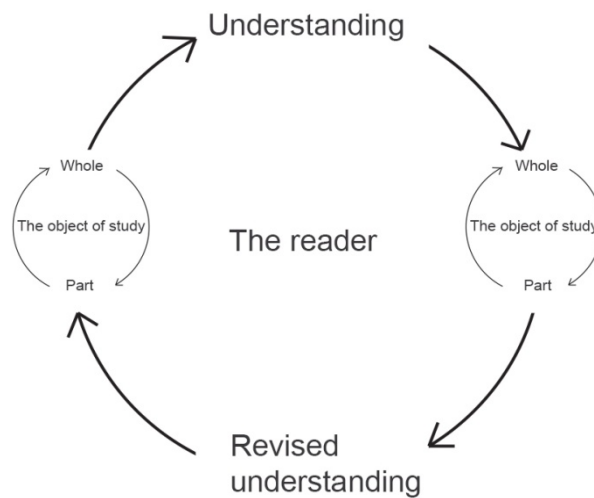 Understanding
Whole
The object of study
Part
The reader
Whole
The object of study
Part
Revised
understanding